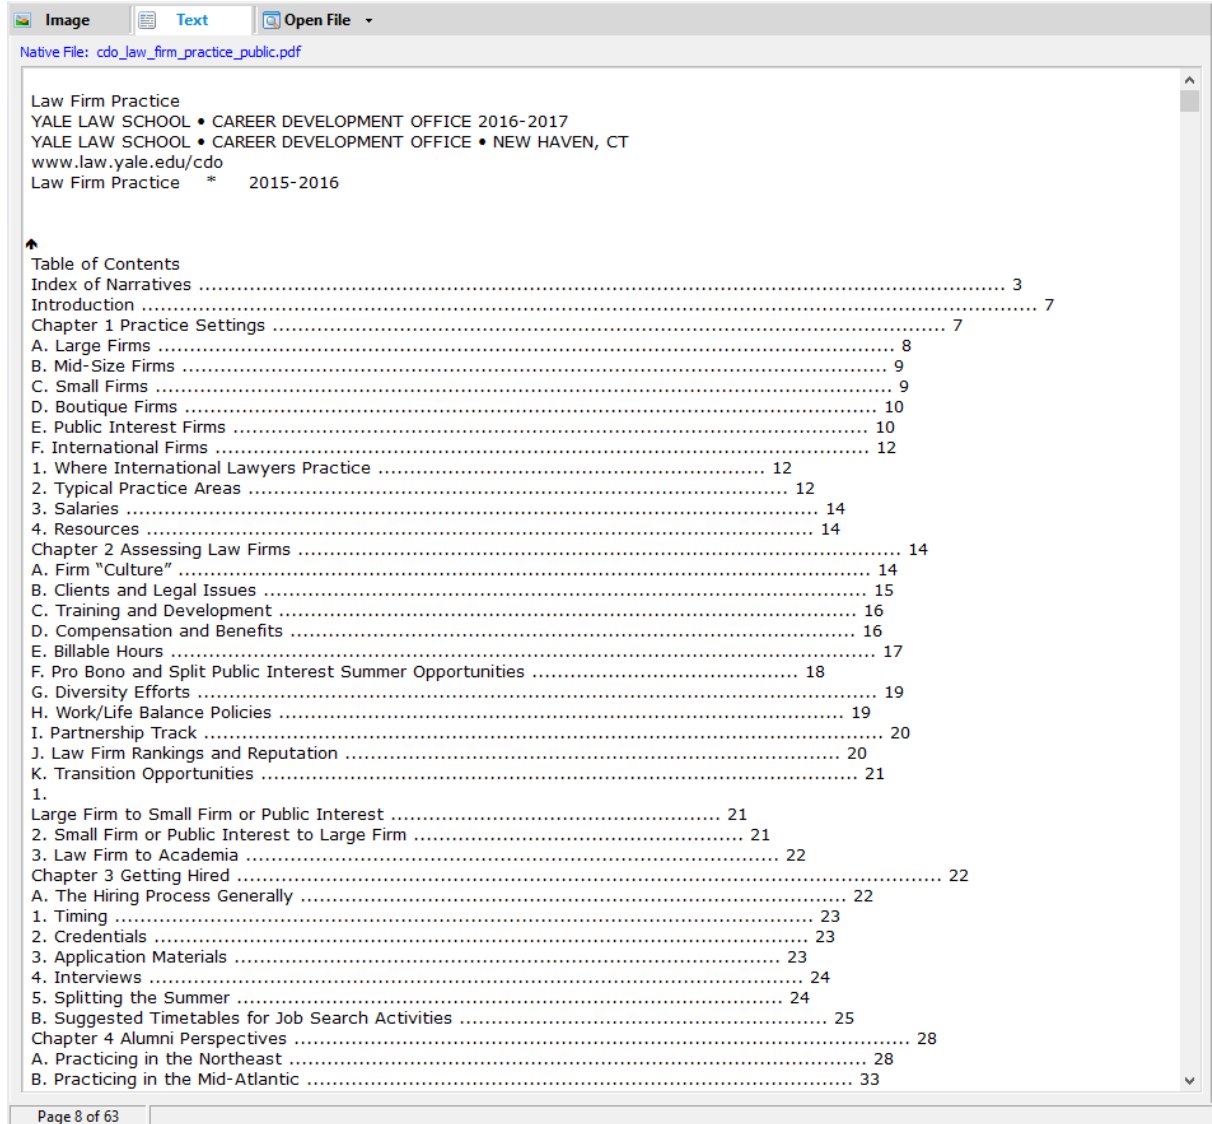 Image Text Open File
Native File: cdo_law_firm_practice_public.pdf
Law Firm Practice
YALE LAW SCHOOL • CAREER DEVELOPMENT OFFICE 2016-2017
YALE LAW SCHOOL • CAREER DEVELOPMENT OFFICE • NEW HAVEN, CT
www.law.yale.edu/cdo
Law Firm Practice * 2015-2016
Table of Contents
Index of Narratives ........................ 3
Introduction ........................ 7
Chapter 1 Practice Settings ........................ 7
A. Large Firms ........................ 8
B. Mid-Size Firms ........................ 9
C. Small Firms ........................ 9
D. Boutique Firms ........................ 10
E. Public Interest Firms ........................ 10
F. International Firms ........................ 12
1. Where International Lawyers Practice ........................ 12
2. Typical Practice Areas ........................ 12
3. Salaries ........................ 14
4. Resources ........................ 14
Chapter 2 Assessing Law Firms ........................ 14
A. Firm “Culture” ........................ 14
B. Clients and Legal Issues ........................ 15
C. Training and Development ........................ 16
D. Compensation and Benefits ........................ 16
E. Billable Hours ........................ 17
F. Pro Bono and Split Public Interest Summer Opportunities ........................ 18
G. Diversity Efforts ........................ 19
H. Work/Life Balance Policies ........................ 19
I. Partnership Track ........................ 20
J. Law Firm Rankings and Reputation ........................ 20
K. Transition Opportunities ........................ 21
1.
Large Firm to Small Firm or Public Interest ........................ 21
2. Small Firm or Public Interest to Large Firm ........................ 21
3. Law Firm to Academia ........................ 22
Chapter 3 Getting Hired ........................ 22
A. The Hiring Process Generally ........................ 22
1. Timing ........................ 23
2. Credentials ........................ 23
3. Application Materials ........................ 23
4. Interviews ........................ 24
5. Splitting the Summer ........................ 24
B. Suggested Timetables for Job Search Activities ........................ 25
Chapter 4 Alumni Perspectives ........................ 28
A. Practicing in the Northeast ........................ 28
B. Practicing in the Mid-Atlantic ........................ 33
Page 8 of 63